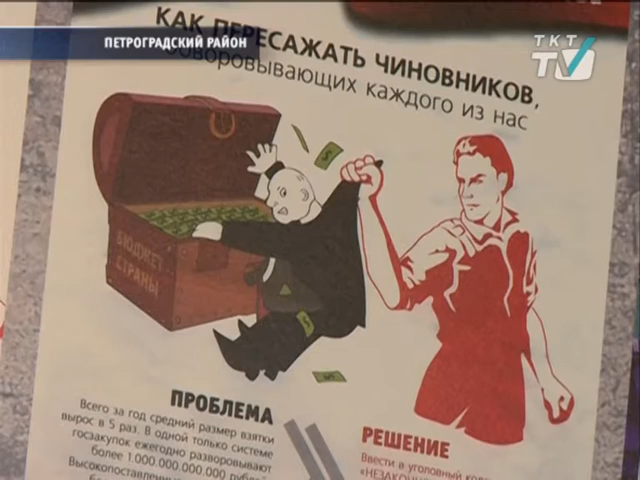 ПЕТРОГРАДСКИЙ РАЙОН
ТКТ
TV
КАК ПЕРЕСАЖАТЬ ЧИНОВНИКОВ,
обворовывающих каждого из нас
БЮДЖЕТ
СТРАНЫ
ПРОБЛЕМА
Всего за год средний размер взятки
вырос в 5 раз. В одной только системе
госзакупок ежегодно разворовывают
более 1.000.000.000.000 рублей
Высокопоставленные
РЕШЕНИЕ
Ввести в уголовный